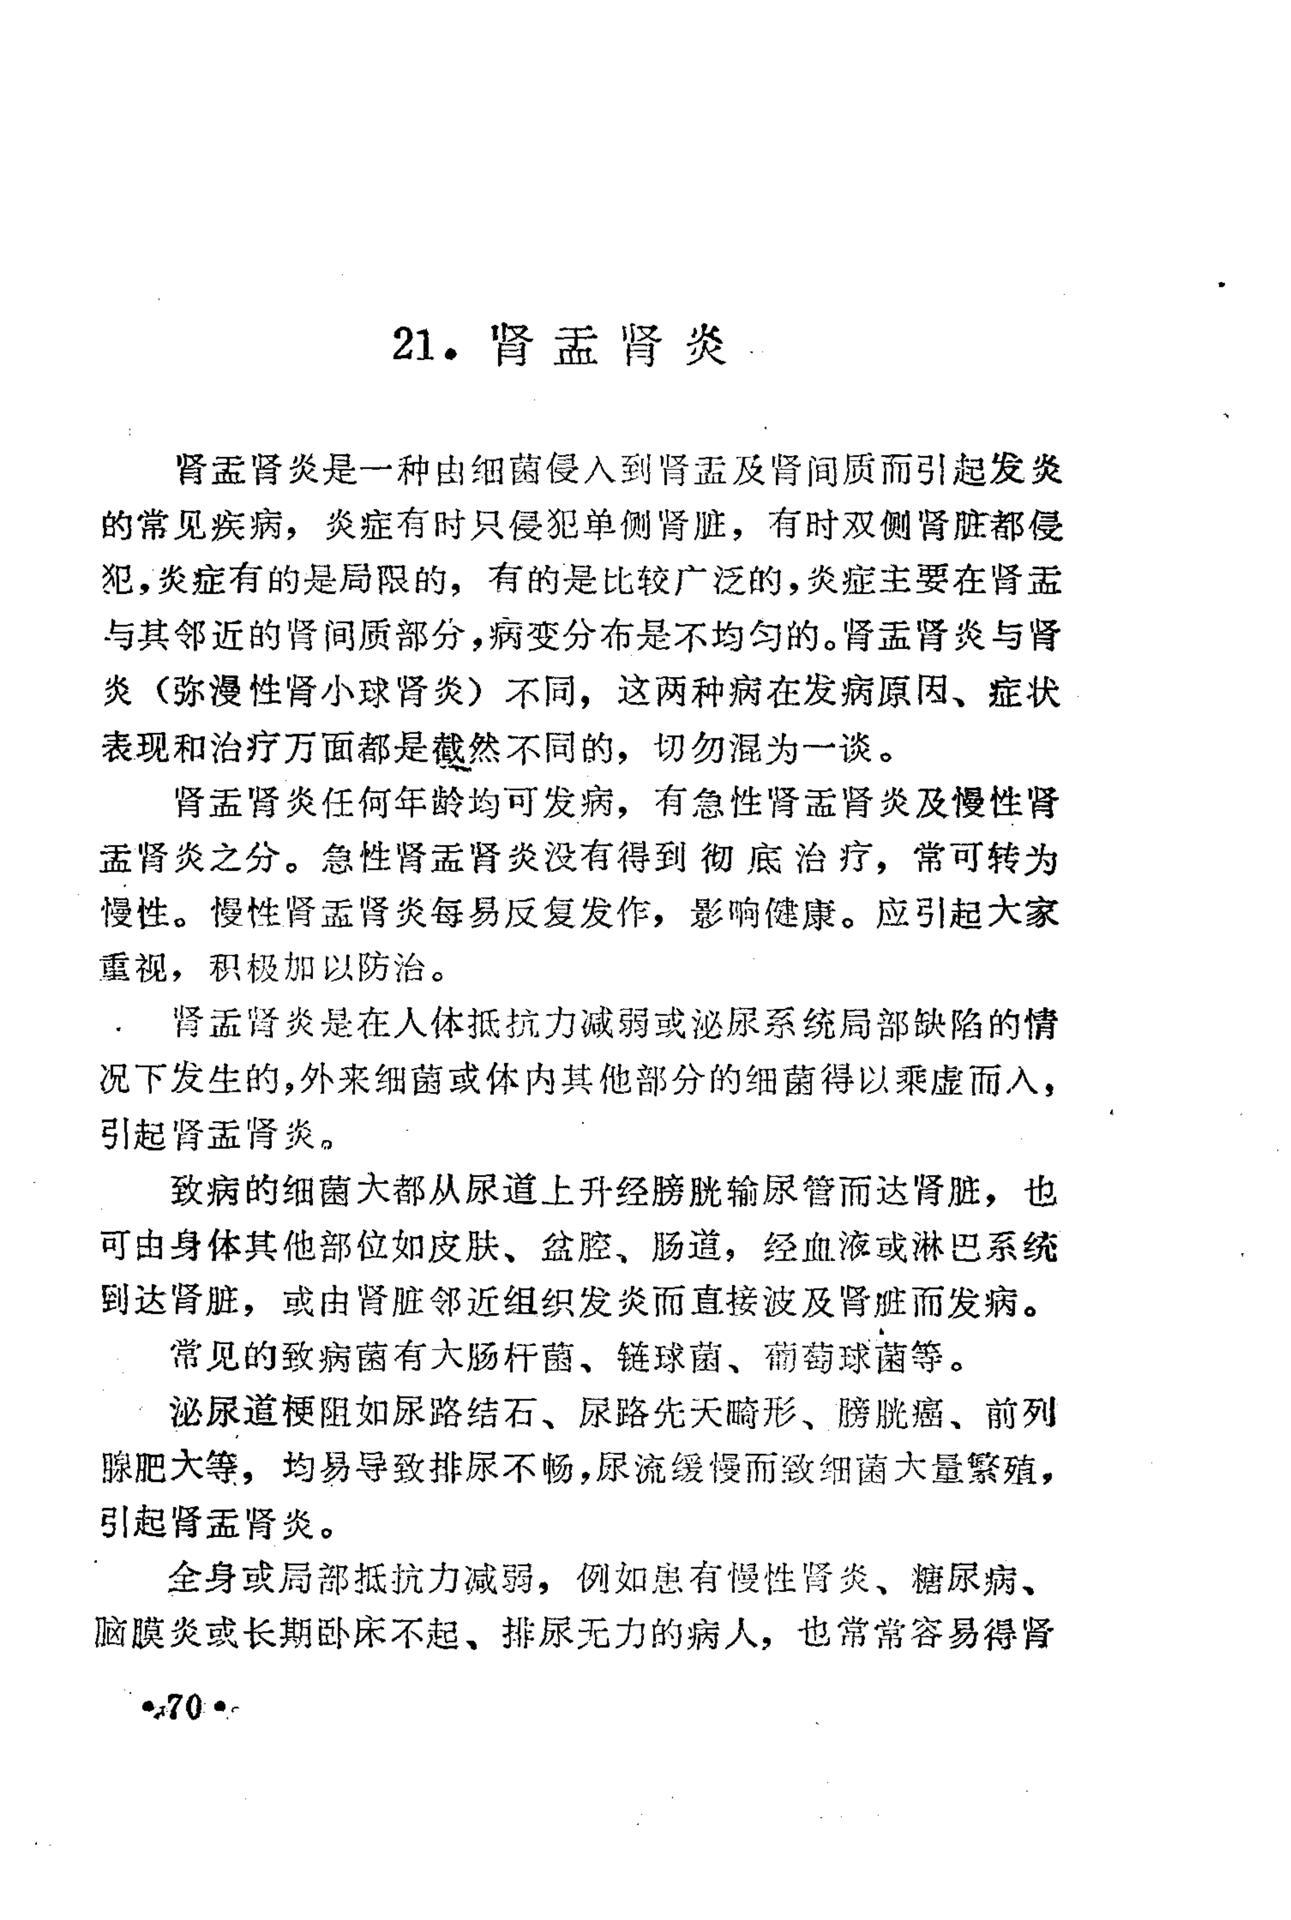 21.肾盂肾炎
肾盂肾炎是一种由细菌侵入到肾盂及肾间质而引起发炎
的常见疾病，炎症有时只侵犯单侧肾脏，有时双侧肾脏都侵
犯，炎症有的是局限的，有的是比较广泛的，炎症主要在肾盂
与其邻近的肾间质部分，病变分布是不均匀的。肾盂肾炎与肾
炎（弥漫性肾小球肾炎）不同，这两种病在发病原因、症状
表现和治疗万面都是截然不同的，切勿混为一谈。
肾盂肾炎任何年龄均可发病，有急性肾盂肾炎及慢性肾
盂肾炎之分。急性肾盂肾炎没有得到彻底治疗，常可转为
慢性。慢性肾盂肾炎每易反复发作，影响健康。应引起大家
重视，积极加以防治。
肾盂肾炎是在人体抵抗力减弱或泌尿系统局部缺陷的情
况下发生的，外来细菌或体内其他部分的细菌得以乘虚而入，
引起肾盂肾炎。
致病的细菌大都从尿道上升经膀胱输尿管而达肾脏，也
可由身体其他部位如皮肤、盆腔、肠道，经血液或淋巴系统
到达肾脏，或由肾脏邻近组织发炎而直接波及肾脏而发病。
常见的致病菌有大肠杆菌、链球菌、葡萄球菌等。
泌尿道梗阻如尿路结石、尿路先天畸形、膀胱癌、前列
腺肥大等，均易导致排尿不畅，尿流缓慢而致细菌大量繁殖，
引起肾盂肾炎。
全身或局部抵抗力减弱，例如患有慢性肾炎、糖尿病、
脑膜炎或长期卧床不起、排尿无力的病人，也常常容易得肾
•70•